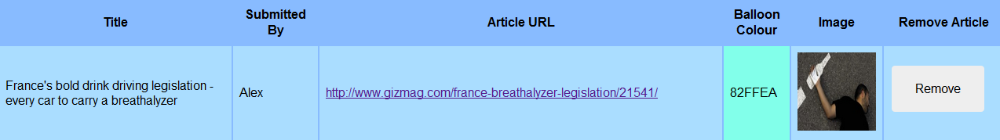 Title
Submitted
By
Article URL
Balloon
Colour
Image
Remove Article
France's bold drink driving legislation -
every car to carry a breathalyzer
Alex
http://www.gizmag.com/france-breathalyzer-legislation/21541/
82FFEA
Remove